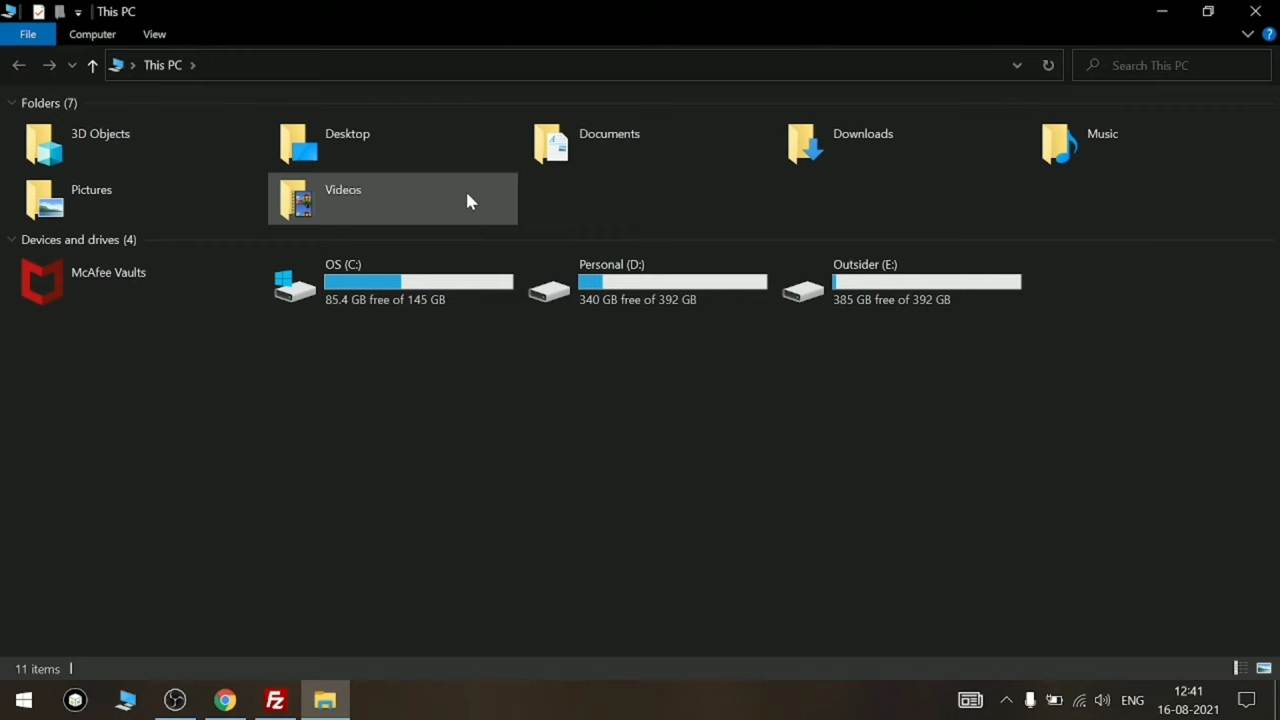 This PC
File Computer View
This PC Search This PC
Folders (7)
3D Objects Desktop Documents Downloads Music
Pictures Videos
Devices and drives (4)
McAfee Vaults
OS (C:) Personal (D:) Outsider (E:)
85.4 GB free of 145 GB 340 GB free of 392 GB 385 GB free of 392 GB
11 items
ENG
12:41
16-08-2021